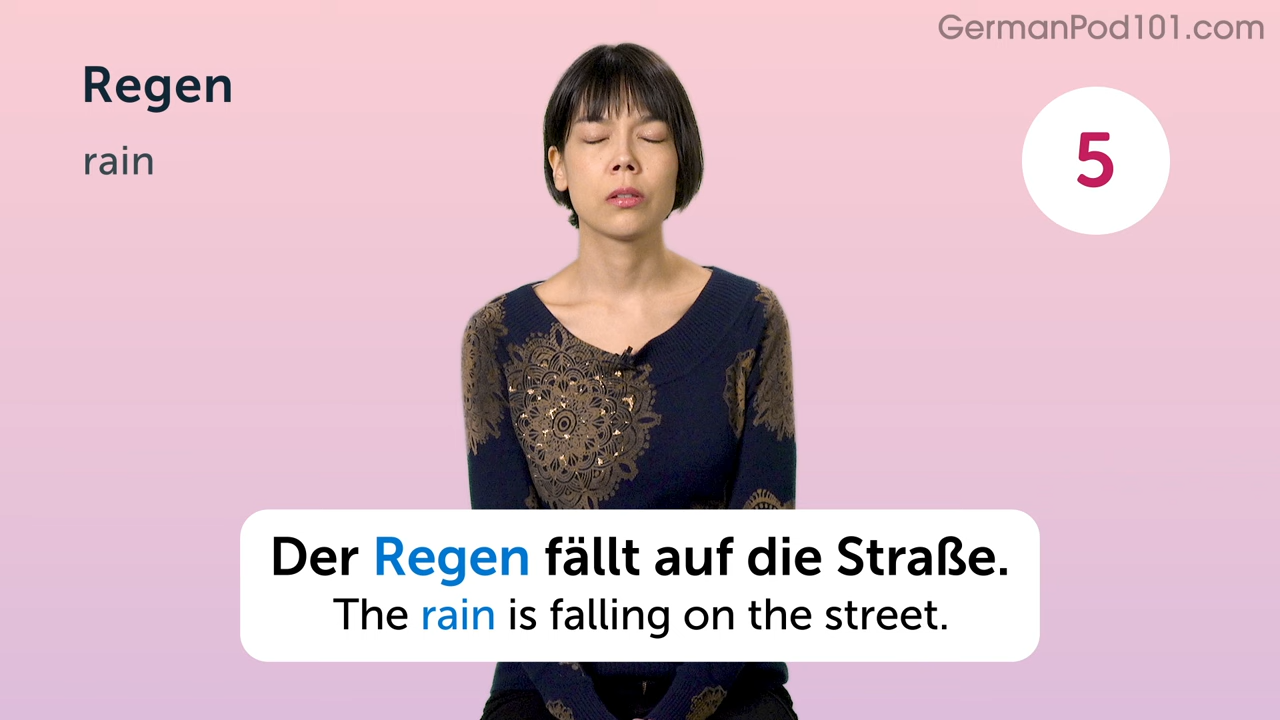 GermanPod101.com
Regen
rain
5
Der Regen fällt auf die Straße.
The rain is falling on the street.